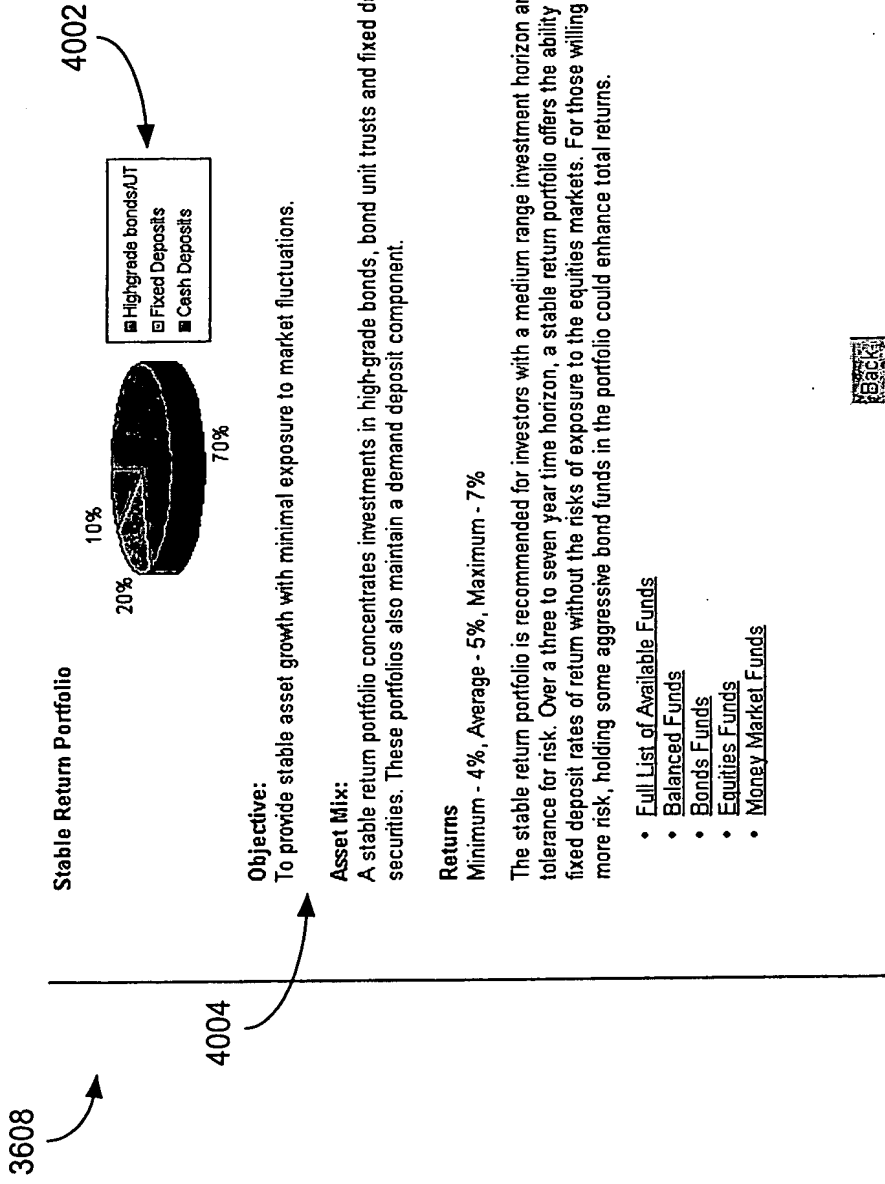 3608
4004
4002
Stable Return Portfolio
20%
10%
70%
Highgrade bonds/UT
Fixed Deposits
Cash Deposits
Objective:
To provide stable asset growth with minimal exposure to market fluctuations.
Asset Mix:
A stable return portfolio concentrates investments in high-grade bonds, bond unit trusts and fixed
securities. These portfolios also maintain a demand deposit component.
Returns
Minimum - 4%, Average - 5%, Maximum - 7%
The stable return portfolio is recommended for investors with a medium range investment horizon
tolerance for risk. Over a three to seven year time horizon, a stable return portfolio offers the ability
fixed deposit rates of return without the risks of exposure to the equities markets. For those willing
more risk, holding some aggressive bond funds in the portfolio could enhance total returns.
• Full List of Available Funds
• Balanced Funds
• Bonds Funds
• Equities Funds
• Money Market Funds
Back